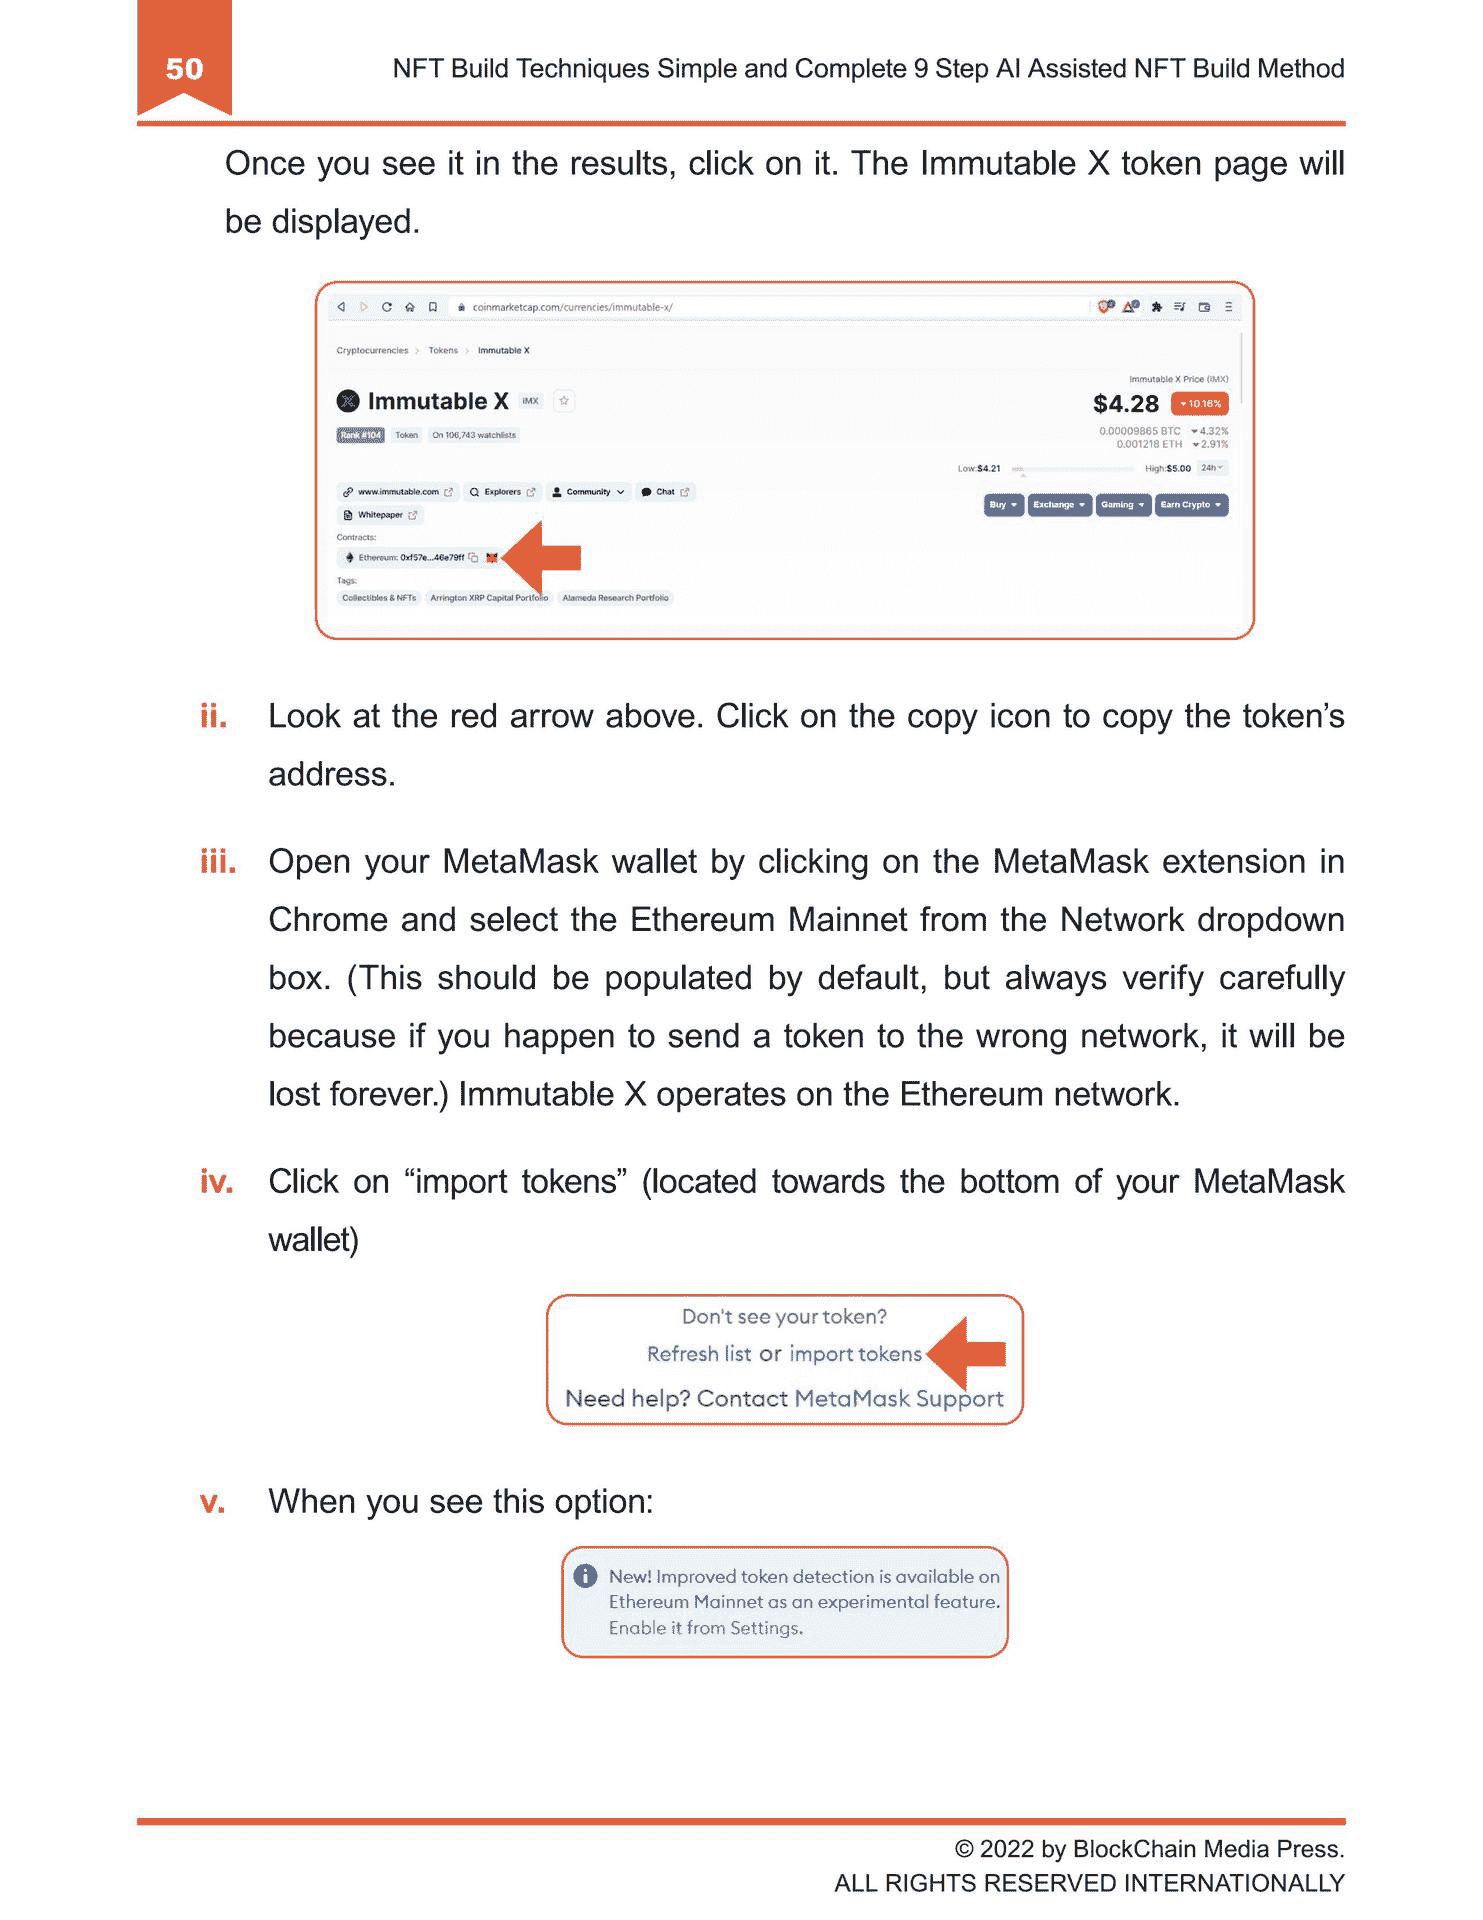 50
NFT Build Techniques Simple and Complete 9 Step AI Assisted NFT Build Method
Once you see it in the results, click on it. The Immutable X token page will
be displayed.
coinmarketcap.com/currencies/immutable-x/
Cryptocurrencies > Tokens > Immutable X
Immutable X Price (IMX)
Immutable X IMX
$4.28 10.16%
Rank #104 Token On 106,743 watchlists
0.00009865 BTC 4.32%
0.001218 ETH 2.91%
Low:$4.21 High:$5.00 24h
www.immutable.com Explorers Community Chat
Buy Exchange Gaming Earn Crypto
Whitepaper
Contracts:
Ethereum: 0xf57e...46e79ff
Tags:
Collectibles & NFTs Arrington XRP Capital Portfolio Alameda Research Portfolio
ii. Look at the red arrow above. Click on the copy icon to copy the token’s
address.
iii. Open your MetaMask wallet by clicking on the MetaMask extension in
Chrome and select the Ethereum Mainnet from the Network dropdown
box. (This should be populated by default, but always verify carefully
because if you happen to send a token to the wrong network, it will be
lost forever.) Immutable X operates on the Ethereum network.
iv. Click on “import tokens” (located towards the bottom of your MetaMask
wallet)
Don't see your token?
Refresh list or import tokens
Need help? Contact MetaMask Support
v. When you see this option:
New! Improved token detection is available on
Ethereum Mainnet as an experimental feature.
Enable it from Settings.
© 2022 by BlockChain Media Press.
ALL RIGHTS RESERVED INTERNATIONALLY